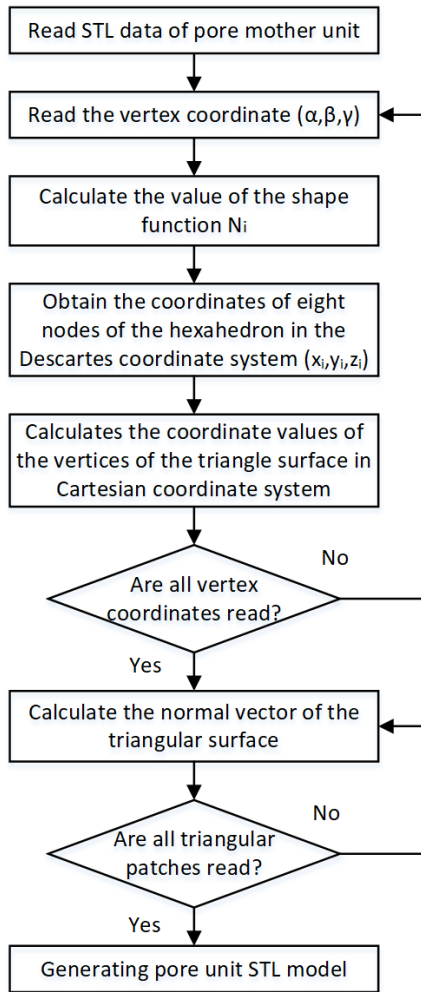 Read STL data of pore mother unit
Read the vertex coordinate (α,β,γ)
Calculate the value of the shape
function Nᵢ
Obtain the coordinates of eight
nodes of the hexahedron in the
Descartes coordinate system (xᵢ,yᵢ,zᵢ)
Calculates the coordinate values of
the vertices of the triangle surface in
Cartesian coordinate system
Are all vertex
coordinates read?
No
Yes
Calculate the normal vector of the
triangular surface
Are all triangular
patches read?
No
Yes
Generating pore unit STL model